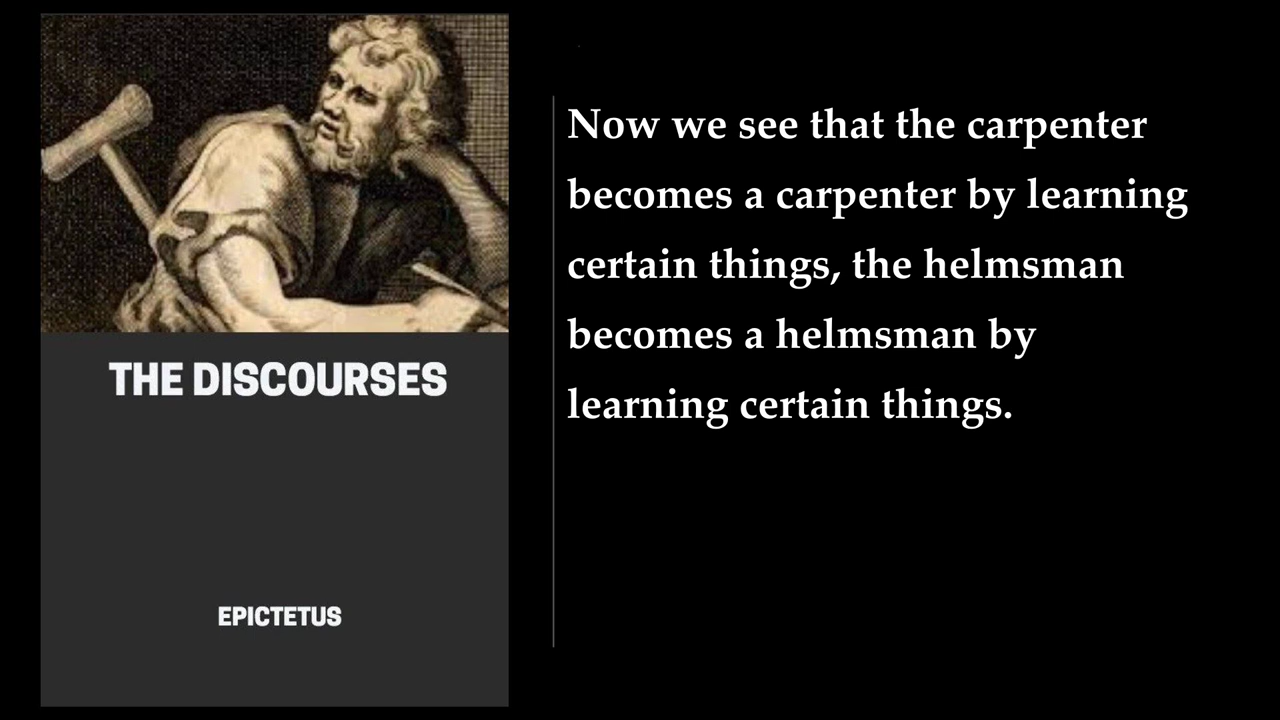 THE DISCOURSES
EPICTETUS
Now we see that the carpenter
becomes a carpenter by learning
certain things, the helmsman
becomes a helmsman by
learning certain things.